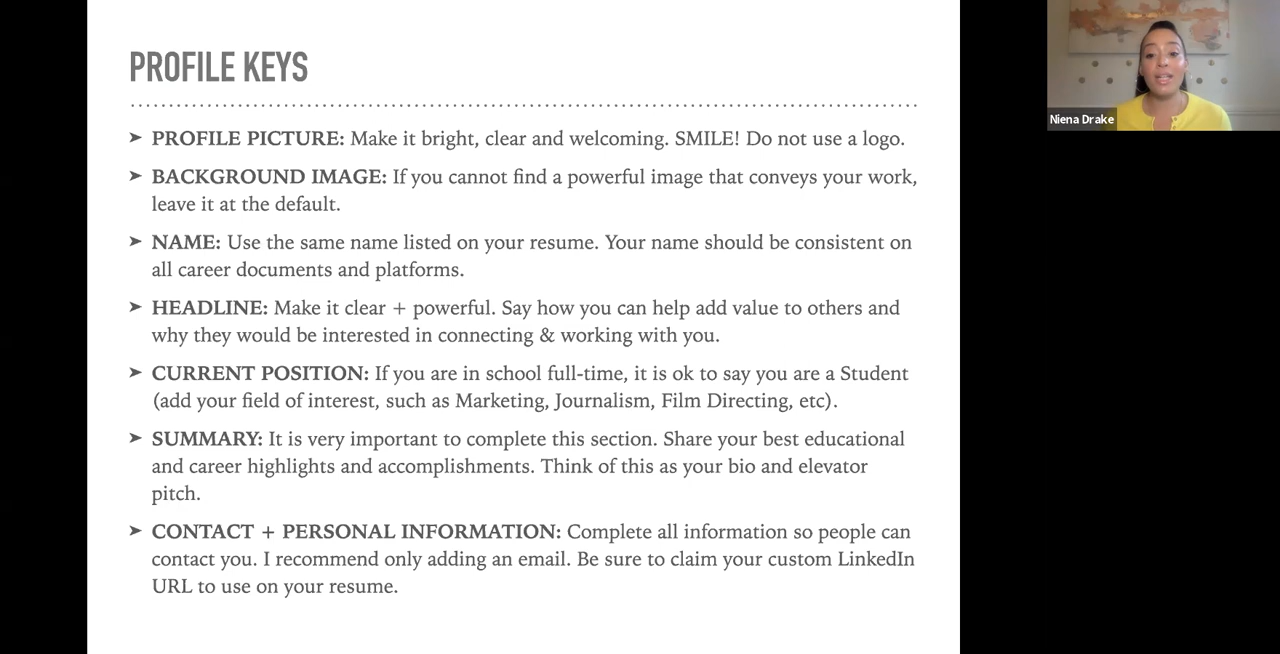 PROFILE KEYS
➤ PROFILE PICTURE: Make it bright, clear and welcoming. SMILE! Do not use a logo.
➤ BACKGROUND IMAGE: If you cannot find a powerful image that conveys your work,
leave it at the default.
➤ NAME: Use the same name listed on your resume. Your name should be consistent on
all career documents and platforms.
➤ HEADLINE: Make it clear + powerful. Say how you can help add value to others and
why they would be interested in connecting & working with you.
➤ CURRENT POSITION: If you are in school full-time, it is ok to say you are a Student
(add your field of interest, such as Marketing, Journalism, Film Directing, etc).
➤ SUMMARY: It is very important to complete this section. Share your best educational
and career highlights and accomplishments. Think of this as your bio and elevator
pitch.
➤ CONTACT + PERSONAL INFORMATION: Complete all information so people can
contact you. I recommend only adding an email. Be sure to claim your custom LinkedIn
URL to use on your resume.
Niena Drake